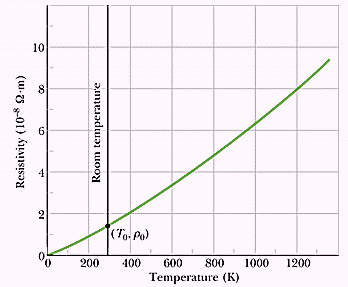 Resistivity (10⁻⁸ Ω·m)
10
8
6
4
2
0
Room temperature
(T₀, ρ₀)
0 200 400 600 800 1000 1200
Temperature (K)